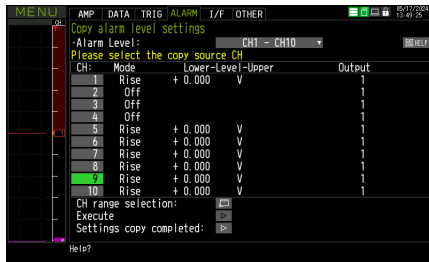 MENU AMP DATA TRIG ALARM I/F OTHER 05/17/2024 13:49:25
CH Copy alarm level settings
·Alarm Level: CH1 - CH10 ▾ HELP
Please select the copy source CH
CH: Mode Lower-Level-Upper Output
1 Rise + 0.000 V 1
2 Off 1
3 Off 1
4 Off 1
5 Rise + 0.000 V 1
6 Rise + 0.000 V 1
7 Rise + 0.000 V 1
8 Rise + 0.000 V 1
9 Rise + 0.000 V 1
10 Rise + 0.000 V 1
CH range selection:
Execute
Settings copy completed:
Help?